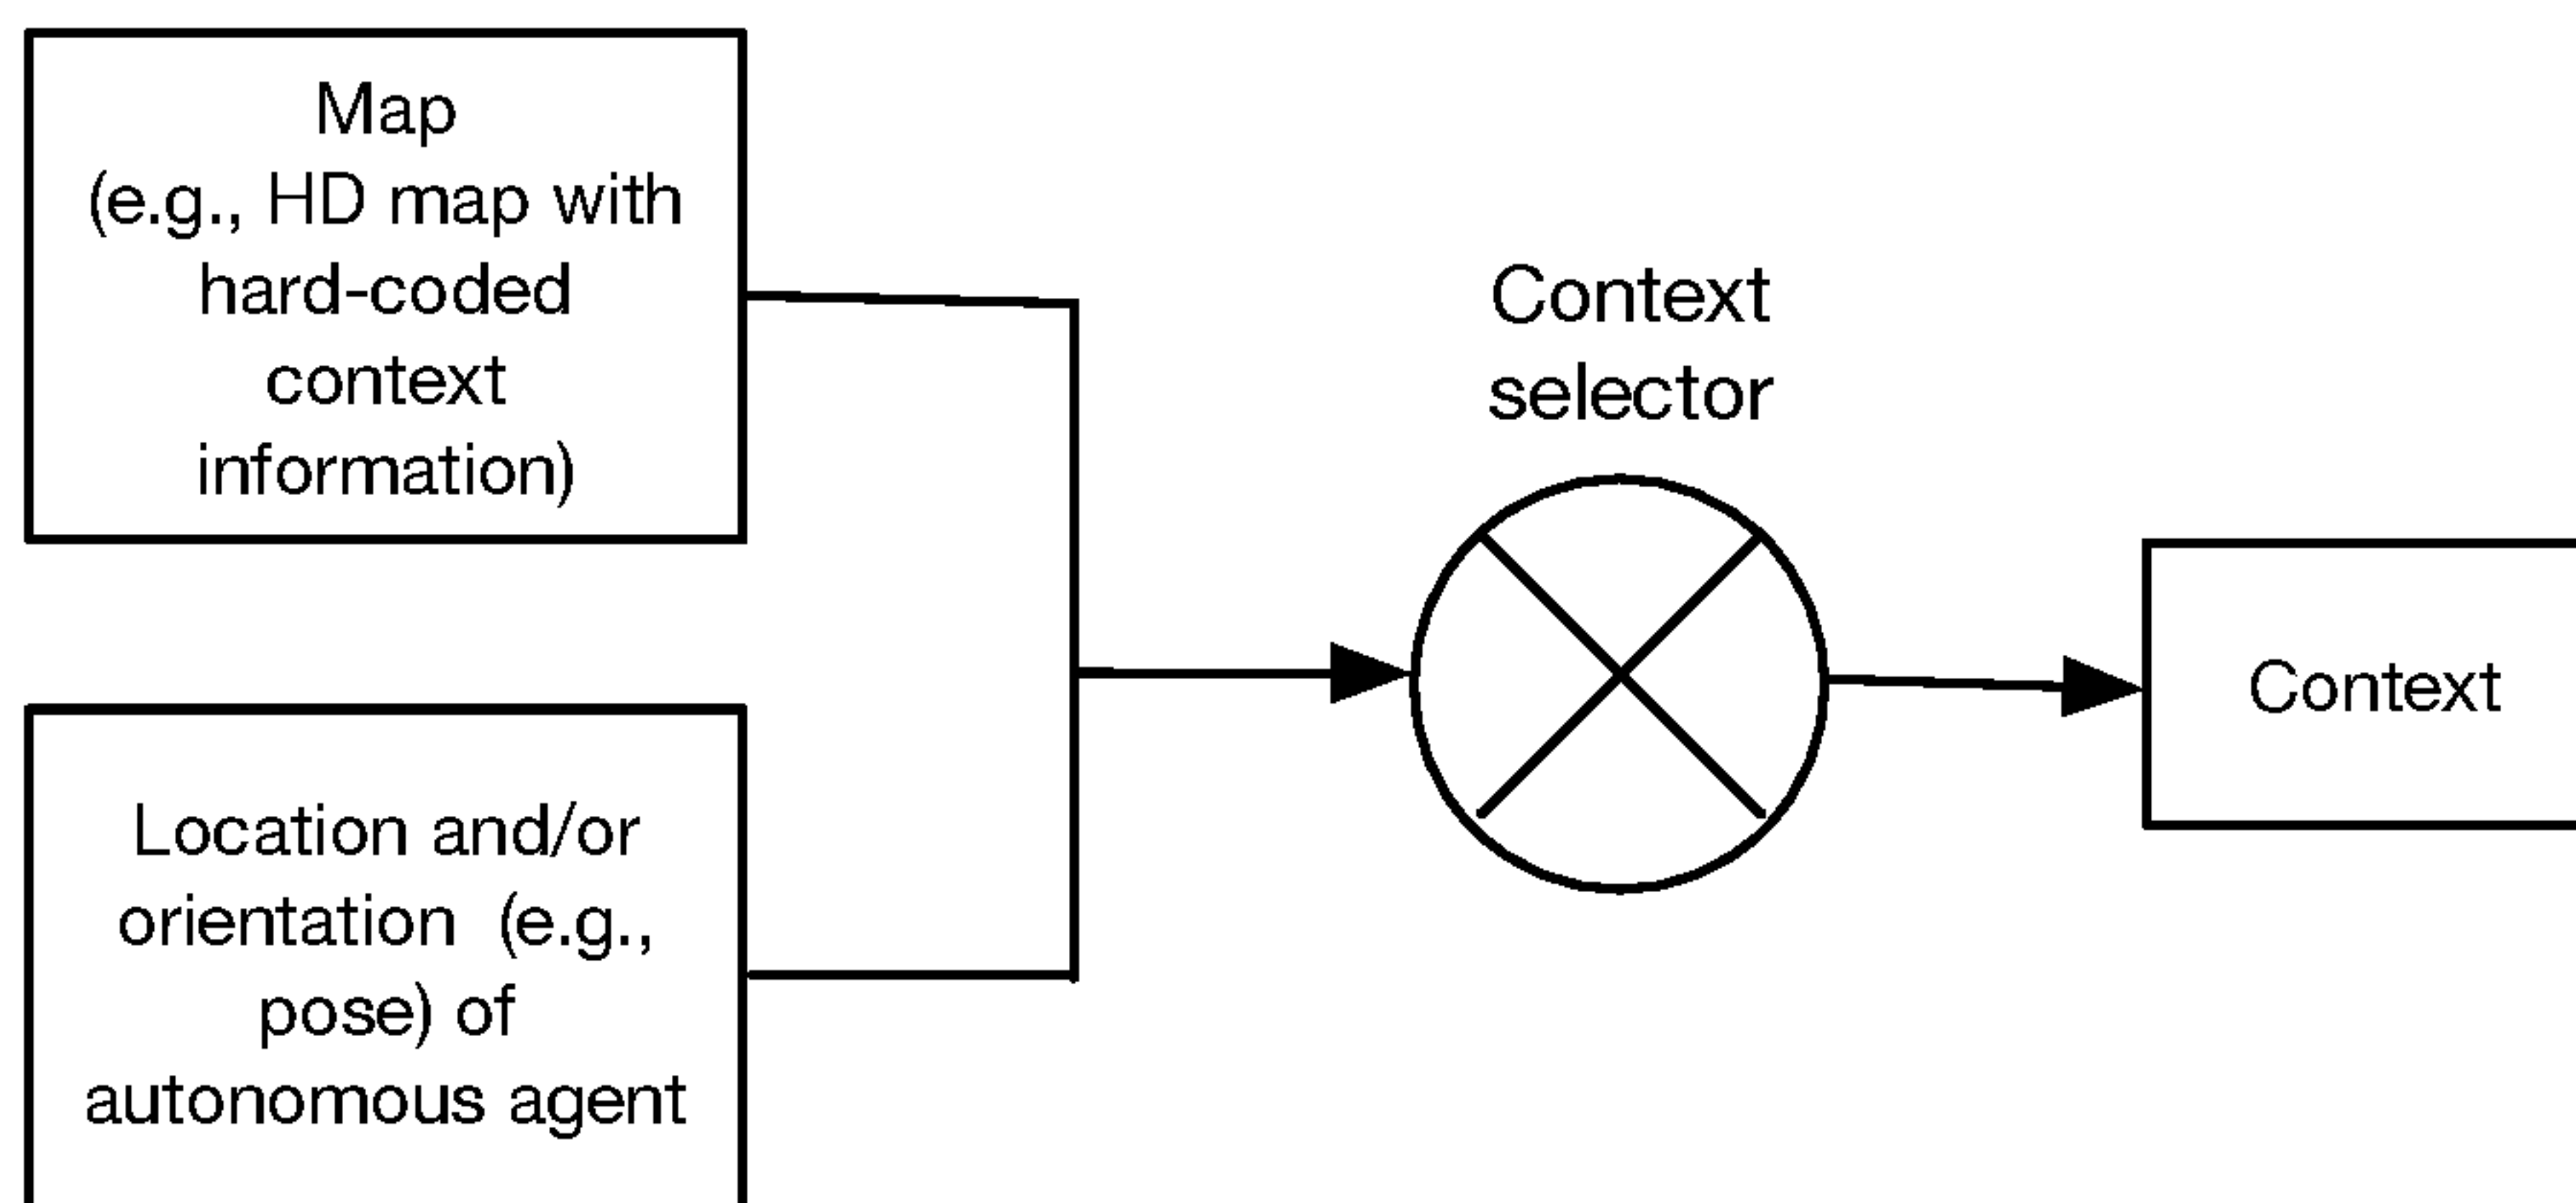 Map
(e.g., HD map with
hard-coded
context
information)
Context
selector
Context
Location and/or
orientation (e.g.,
pose) of
autonomous agent